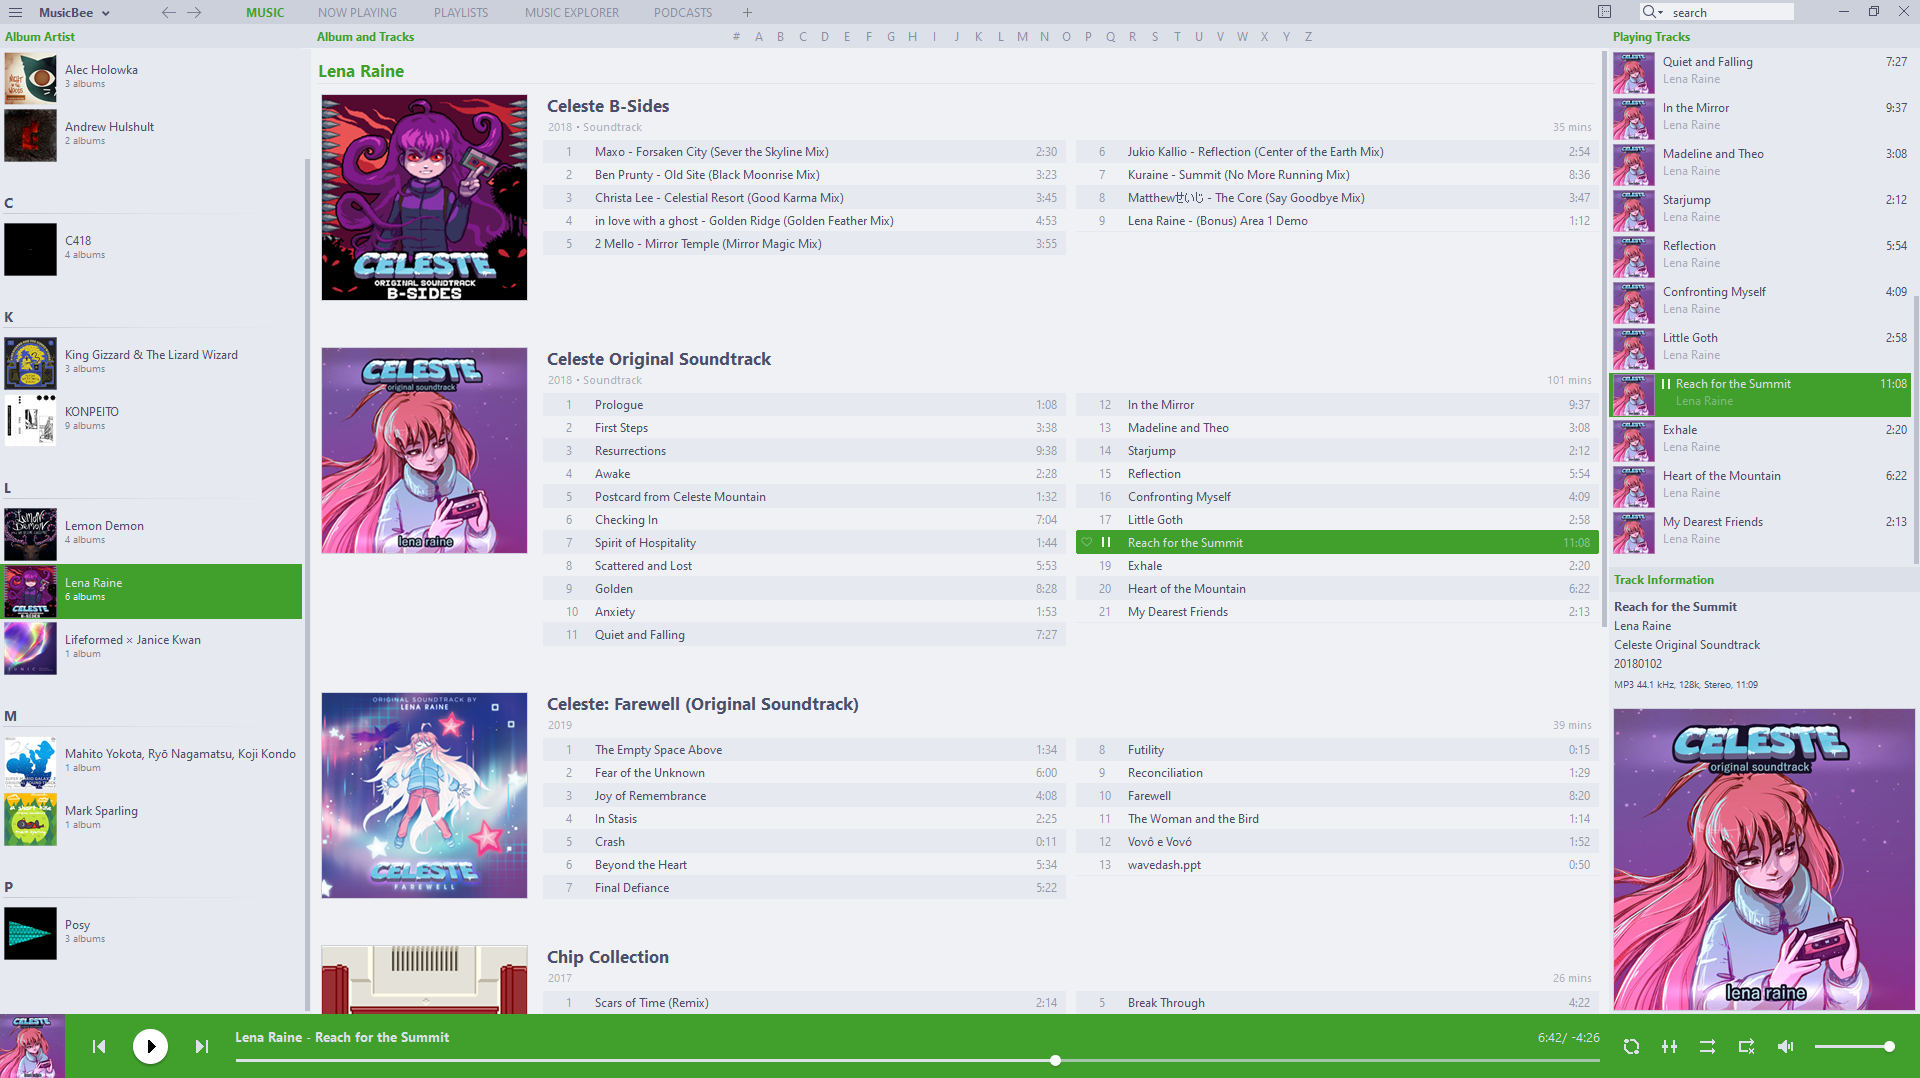 MusicBee
MUSIC
NOW PLAYING
PLAYLISTS
MUSIC EXPLORER
PODCASTS
search
Album Artist
Alec Holowka
3 albums
Andrew Hulshult
2 albums
C
C418
4 albums
K
King Gizzard & The Lizard Wizard
3 albums
KONPEITO
9 albums
L
Lemon Demon
4 albums
Lena Raine
6 albums
Lifeformed × Janice Kwan
1 album
M
Mahito Yokota, Ryō Nagamatsu, Koji Kondo
1 album
Mark Sparling
1 album
P
Posy
3 albums
Album and Tracks
# A B C D E F G H I J K L M N O P Q R S T U V W X Y Z
Lena Raine
CELESTE
ORIGINAL SOUNDTRACK
B-SIDES
Celeste B-Sides
2018 • Soundtrack
35 mins
1 Maxo - Forsaken City (Sever the Skyline Mix) 2:30
2 Ben Prunty - Old Site (Black Moonrise Mix) 3:23
3 Christa Lee - Celestial Resort (Good Karma Mix) 3:45
4 in love with a ghost - Golden Ridge (Golden Feather Mix) 4:53
5 2 Mello - Mirror Temple (Mirror Magic Mix) 3:55
6 Jukio Kallio - Reflection (Center of the Earth Mix) 2:54
7 Kuraine - Summit (No More Running Mix) 8:36
8 Matthewせいじ - The Core (Say Goodbye Mix) 3:47
9 Lena Raine - (Bonus) Area 1 Demo 1:12
CELESTE
original soundtrack
lena raine
Celeste Original Soundtrack
2018 • Soundtrack
101 mins
1 Prologue 1:08
2 First Steps 3:38
3 Resurrections 9:38
4 Awake 2:28
5 Postcard from Celeste Mountain 1:32
6 Checking In 7:04
7 Spirit of Hospitality 1:44
8 Scattered and Lost 5:53
9 Golden 8:28
10 Anxiety 1:53
11 Quiet and Falling 7:27
12 In the Mirror 9:37
13 Madeline and Theo 3:08
14 Starjump 2:12
15 Reflection 5:54
16 Confronting Myself 4:09
17 Little Goth 2:58
Reach for the Summit 11:08
19 Exhale 2:20
20 Heart of the Mountain 6:22
21 My Dearest Friends 2:13
ORIGINAL SOUNDTRACK BY
LENA RAINE
CELESTE
FAREWELL
Celeste: Farewell (Original Soundtrack)
2019
39 mins
1 The Empty Space Above 1:34
2 Fear of the Unknown 6:00
3 Joy of Remembrance 4:08
4 In Stasis 2:25
5 Crash 0:11
6 Beyond the Heart 5:34
7 Final Defiance 5:22
8 Futility 0:15
9 Reconciliation 1:29
10 Farewell 8:20
11 The Woman and the Bird 1:14
12 Vovô e Vovó 1:52
13 wavedash.ppt 0:50
Chip Collection
2017
26 mins
1 Scars of Time (Remix) 2:14
5 Break Through 4:22
Playing Tracks
Quiet and Falling 7:27
Lena Raine
In the Mirror 9:37
Lena Raine
Madeline and Theo 3:08
Lena Raine
Starjump 2:12
Lena Raine
Reflection 5:54
Lena Raine
Confronting Myself 4:09
Lena Raine
Little Goth 2:58
Lena Raine
Reach for the Summit 11:08
Lena Raine
Exhale 2:20
Lena Raine
Heart of the Mountain 6:22
Lena Raine
My Dearest Friends 2:13
Lena Raine
Track Information
Reach for the Summit
Lena Raine
Celeste Original Soundtrack
20180102
MP3 44.1 kHz, 128k, Stereo, 11:09
CELESTE
original soundtrack
lena raine
Lena Raine - Reach for the Summit
6:42/ -4:26